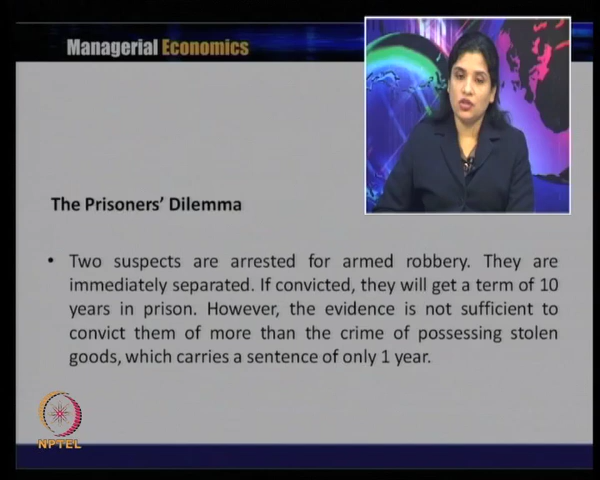 Managerial Economics
The Prisoners’ Dilemma
• Two suspects are arrested for armed robbery. They are
immediately separated. If convicted, they will get a term of 10
years in prison. However, the evidence is not sufficient to
convict them of more than the crime of possessing stolen
goods, which carries a sentence of only 1 year.
NPTEL